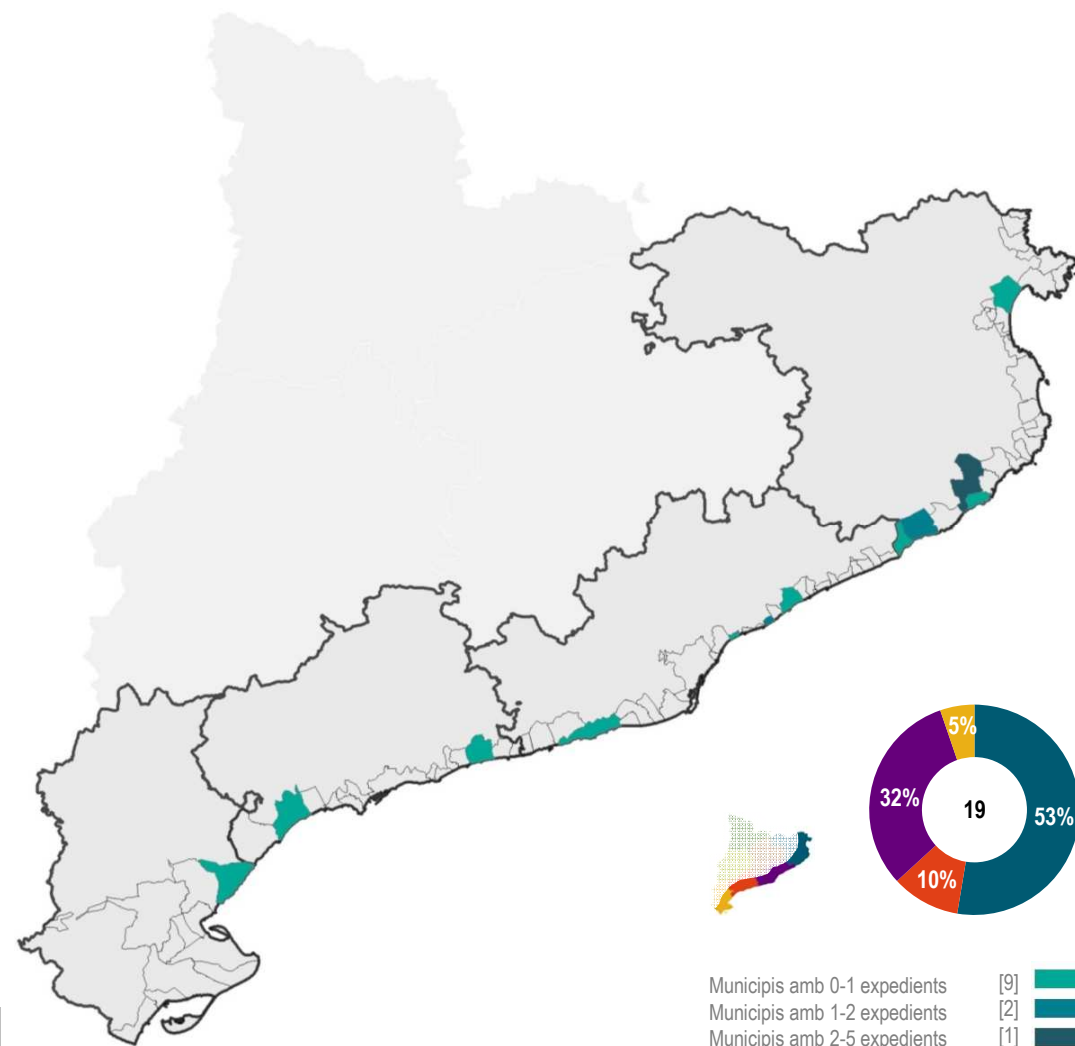 5%
32%
19
53%
10%
Municipis amb 0-1 expedients [9]
Municipis amb 1-2 expedients [2]
Municipis amb 2-5 expedients [1]